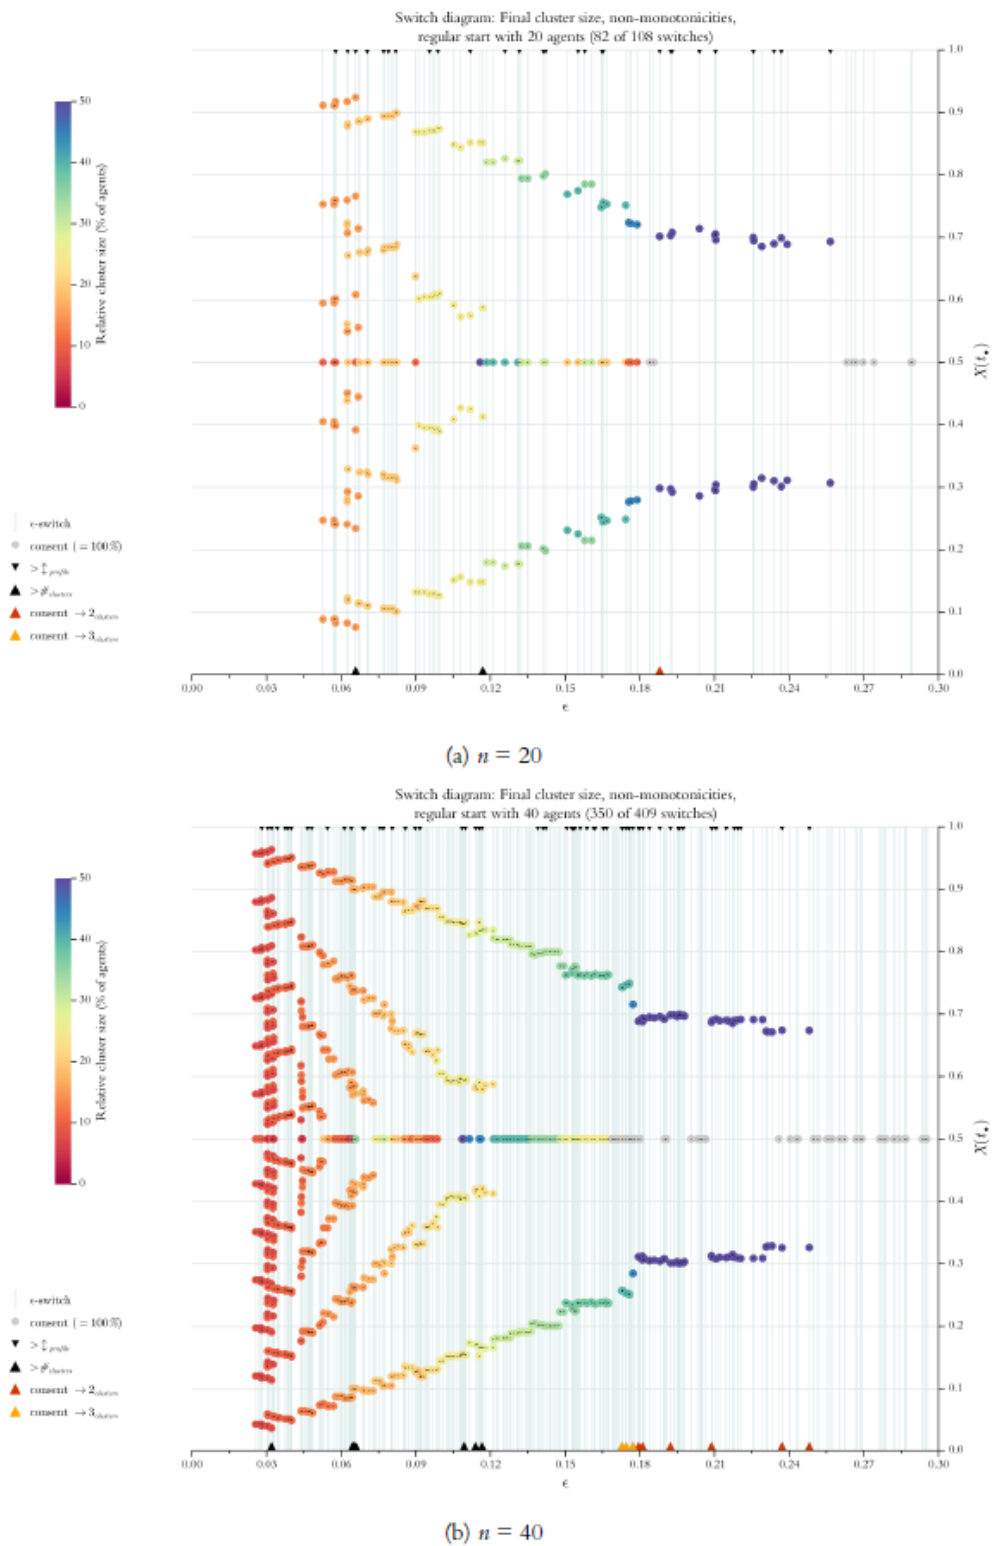 Switch diagram: Final cluster size, non-monotonicities,
regular start with 20 agents (82 of 108 switches)
1.0
0.9
0.8
0.7
0.6
0.5
0.4
0.3
0.2
0.1
0.0
X(t⋆)
50
40
30
20
10
0
Relative cluster size (% of agents)
ϵ-switch
consent (= 100%)
> ↕profile
> #clusters
consent → 2clusters
consent → 3clusters
0.00 0.03 0.06 0.09 0.12 0.15 0.18 0.21 0.24 0.27 0.30
ϵ
(a) n = 20
Switch diagram: Final cluster size, non-monotonicities,
regular start with 40 agents (350 of 409 switches)
1.0
0.9
0.8
0.7
0.6
0.5
0.4
0.3
0.2
0.1
0.0
X(t⋆)
50
40
30
20
10
0
Relative cluster size (% of agents)
ϵ-switch
consent (= 100%)
> ↕profile
> #clusters
consent → 2clusters
consent → 3clusters
0.00 0.03 0.06 0.09 0.12 0.15 0.18 0.21 0.24 0.27 0.30
ϵ
(b) n = 40